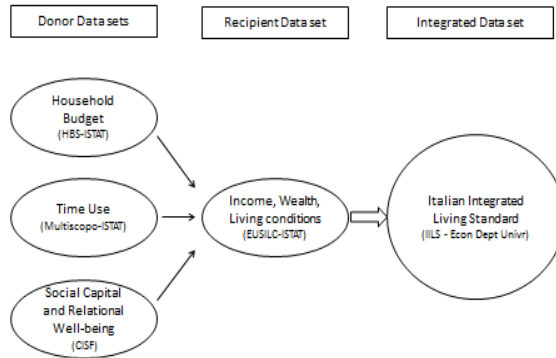 Donor Data sets
Recipient Data set
Integrated Data set
Household
Budget
(HBS-ISTAT)
Time Use
(Multiscopo-ISTAT)
Social Capital
and Relational
Well-being
(CISF)
Income, Wealth,
Living conditions
(EUSILC-ISTAT)
Italian Integrated
Living Standard
(IILS - Econ Dept Univr)